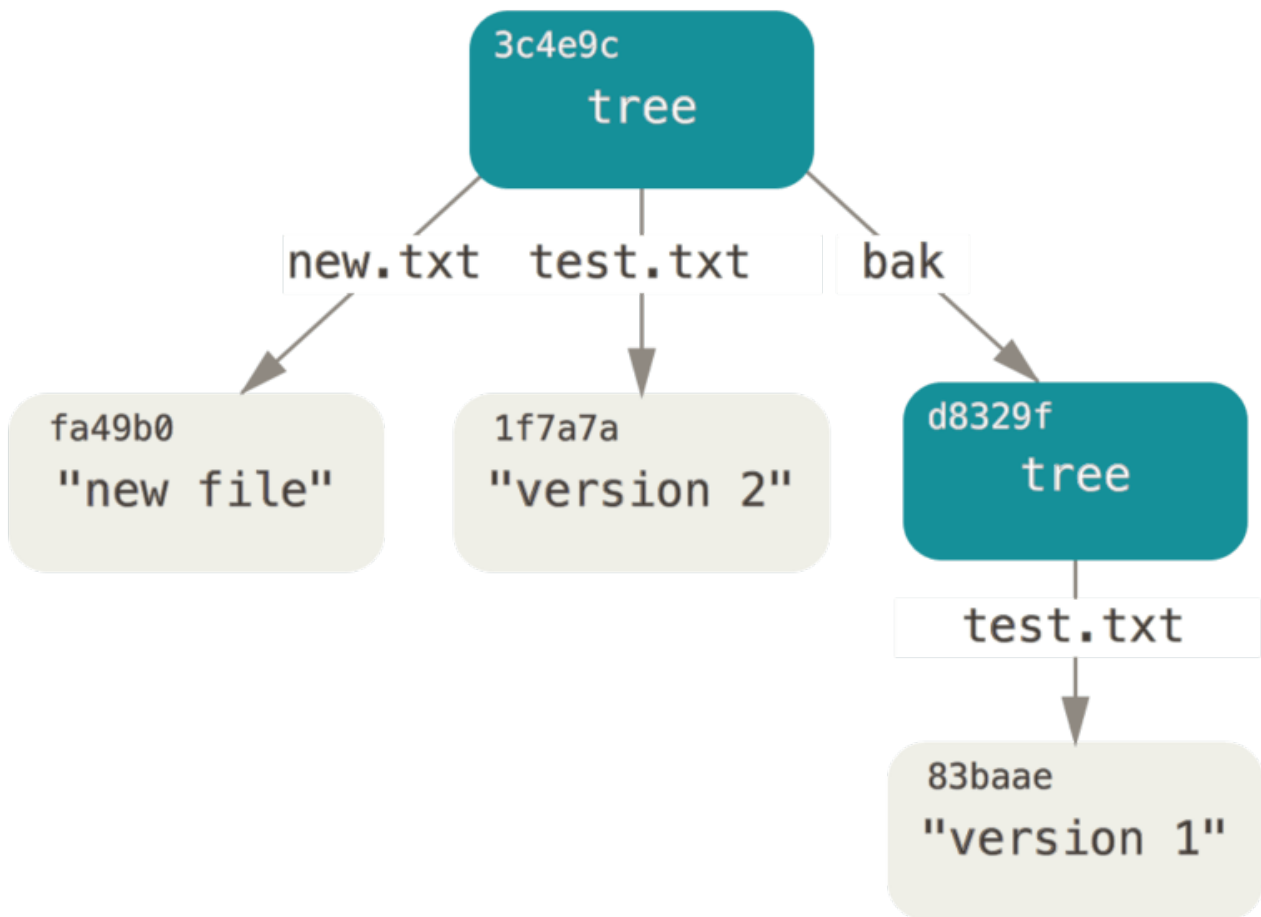 3c4e9c
tree
new.txt test.txt bak
fa49b0
"new file"
1f7a7a
"version 2"
d8329f
tree
test.txt
83baae
"version 1"